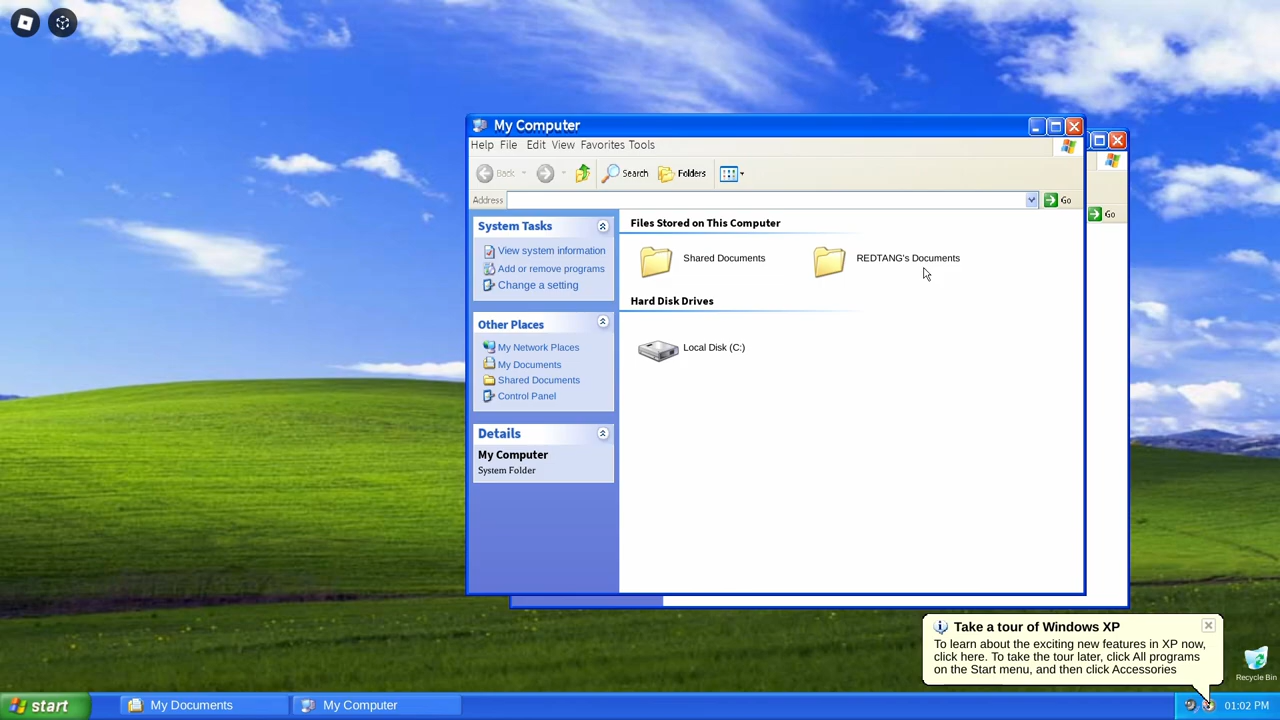 My Computer
Help File Edit View Favorites Tools
Back Search Folders
Address Go
Go
System Tasks
View system information
Add or remove programs
Change a setting
Other Places
My Network Places
My Documents
Shared Documents
Control Panel
Details
My Computer
System Folder
Files Stored on This Computer
Shared Documents REDTANG's Documents
Hard Disk Drives
Local Disk (C:)
Take a tour of Windows XP
To learn about the exciting new features in XP now,
click here. To take the tour later, click All programs
on the Start menu, and then click Accessories
Recycle Bin
start My Documents My Computer 01:02 PM